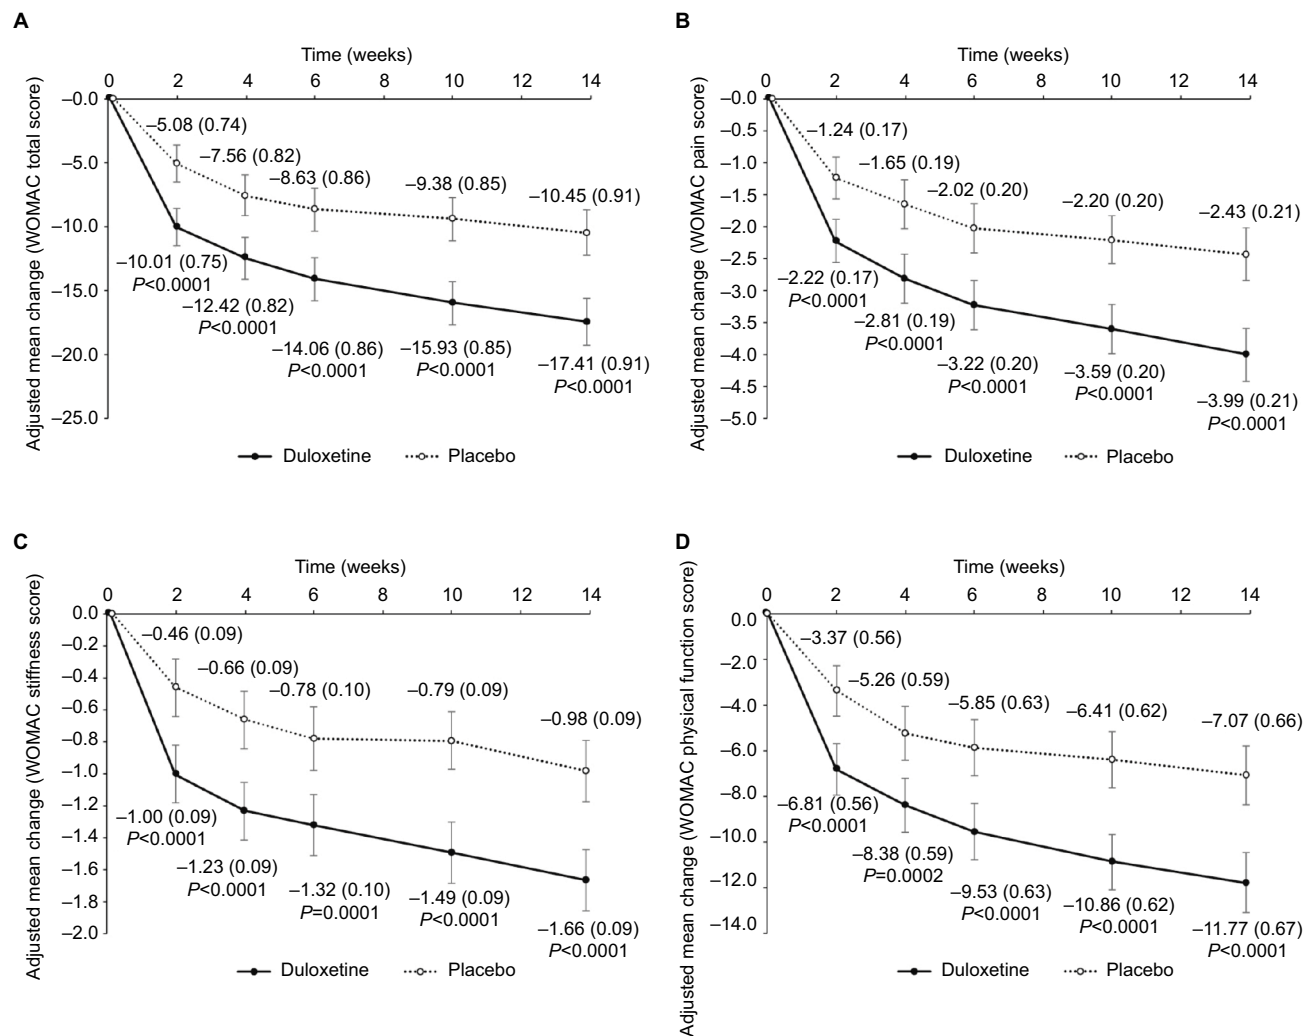 A
Time (weeks)
0 2 4 6 8 10 12 14
Adjusted mean change (WOMAC total score)
–0.0
–5.0
–10.0
–15.0
–20.0
–25.0
–5.08 (0.74)
–7.56 (0.82)
–8.63 (0.86)
–9.38 (0.85)
–10.45 (0.91)
–10.01 (0.75)
P<0.0001
–12.42 (0.82)
P<0.0001
–14.06 (0.86)
P<0.0001
–15.93 (0.85)
P<0.0001
–17.41 (0.91)
P<0.0001
Duloxetine Placebo
B
Time (weeks)
0 2 4 6 8 10 12 14
Adjusted mean change (WOMAC pain score)
–0.0
–0.5
–1.0
–1.5
–2.0
–2.5
–3.0
–3.5
–4.0
–4.5
–5.0
–1.24 (0.17)
–1.65 (0.19)
–2.02 (0.20)
–2.20 (0.20)
–2.43 (0.21)
–2.22 (0.17)
P<0.0001
–2.81 (0.19)
P<0.0001
–3.22 (0.20)
P<0.0001
–3.59 (0.20)
P<0.0001
–3.99 (0.21)
P<0.0001
Duloxetine Placebo
C
Time (weeks)
0 2 4 6 8 10 12 14
Adjusted mean change (WOMAC stiffness score)
0.0
–0.2
–0.4
–0.6
–0.8
–1.0
–1.2
–1.4
–1.6
–1.8
–2.0
–0.46 (0.09)
–0.66 (0.09)
–0.78 (0.10)
–0.79 (0.09)
–0.98 (0.09)
–1.00 (0.09)
P<0.0001
–1.23 (0.09)
P<0.0001
–1.32 (0.10)
P=0.0001
–1.49 (0.09)
P<0.0001
–1.66 (0.09)
P<0.0001
Duloxetine Placebo
D
Time (weeks)
0 2 4 6 8 10 12 14
Adjusted mean change (WOMAC physical function score)
0.0
–2.0
–4.0
–6.0
–8.0
–10.0
–12.0
–14.0
–3.37 (0.56)
–5.26 (0.59)
–5.85 (0.63)
–6.41 (0.62)
–7.07 (0.66)
–6.81 (0.56)
P<0.0001
–8.38 (0.59)
P=0.0002
–9.53 (0.63)
P<0.0001
–10.86 (0.62)
P<0.0001
–11.77 (0.67)
P<0.0001
Duloxetine Placebo